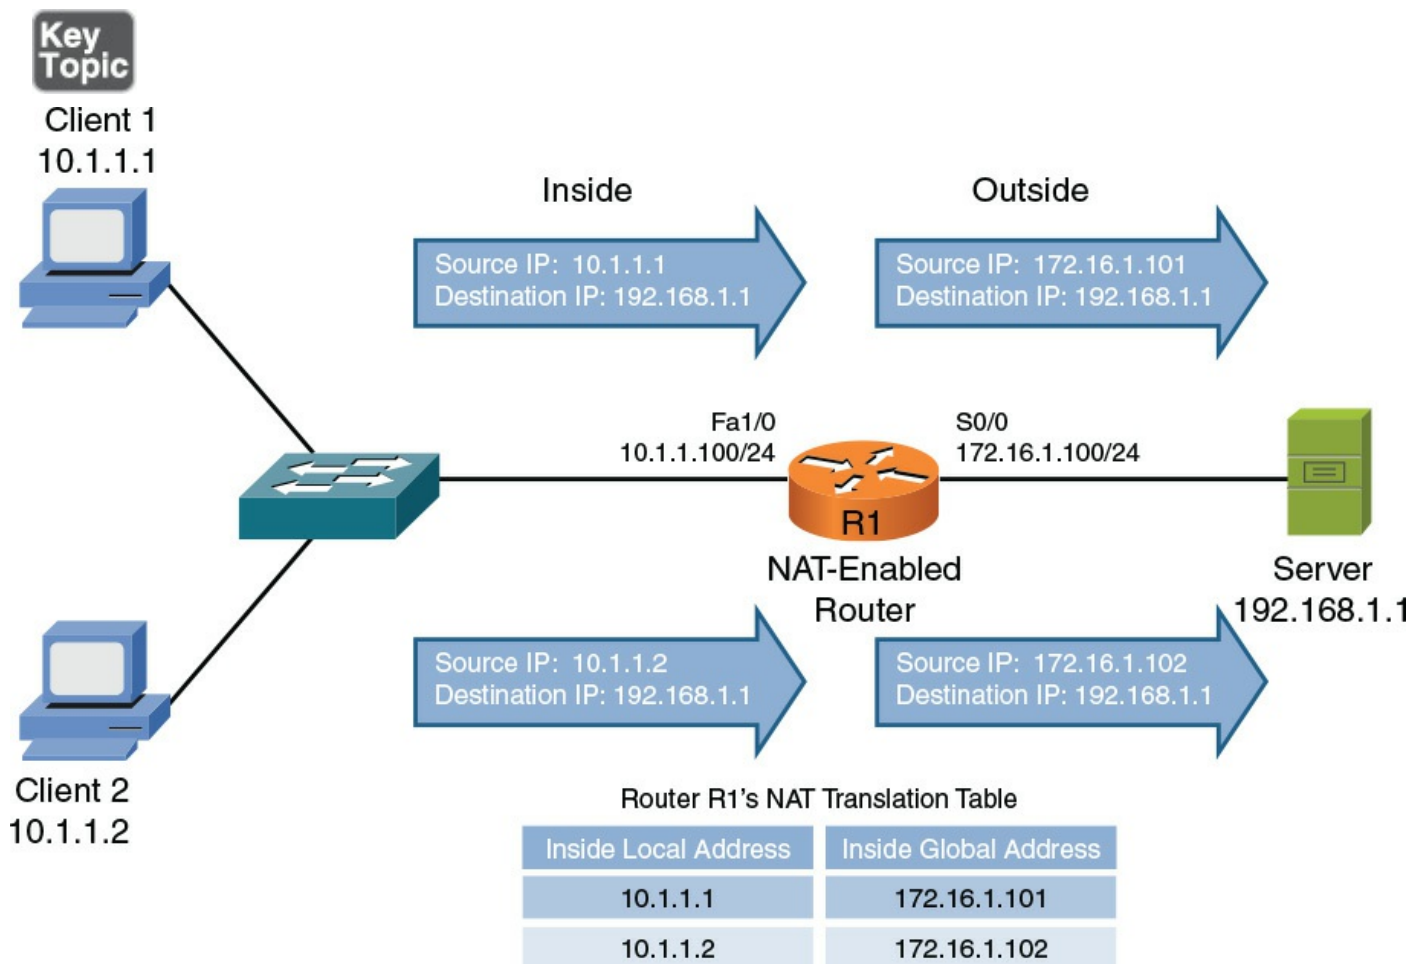 Key
Topic
Client 1
10.1.1.1
Inside
Outside
Source IP: 10.1.1.1
Destination IP: 192.168.1.1
Source IP: 172.16.1.101
Destination IP: 192.168.1.1
Fa1/0
10.1.1.100/24
S0/0
172.16.1.100/24
R1
NAT-Enabled
Router
Server
192.168.1.1
Source IP: 10.1.1.2
Destination IP: 192.168.1.1
Source IP: 172.16.1.102
Destination IP: 192.168.1.1
Client 2
10.1.1.2
Router R1's NAT Translation Table
Inside Local Address
Inside Global Address
10.1.1.1
172.16.1.101
10.1.1.2
172.16.1.102